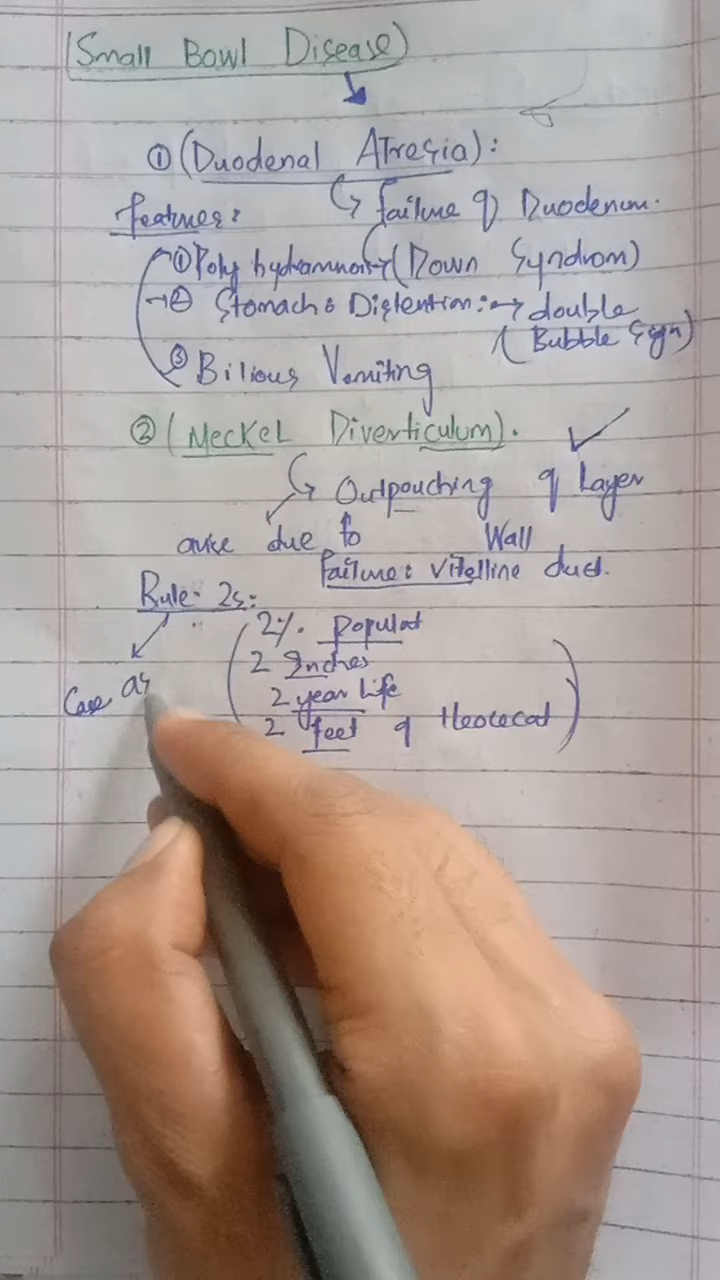 (Small Bowl Disease)
① (Duodenal Atresia):
failure of Duodenum.
features:
① Poly hydramnois (Down Syndrom)
② Stomach & Distention: → double
(Bubble Sign)
③ Bilious Vomiting
② (Meckel Diverticulum).
Outpouching of Layer
due to Wall
failure: vitelline duct.
Rule. 2s:
2%. Populat
2 Inches
2 year Life
2 feet of Ileocecal
Case as